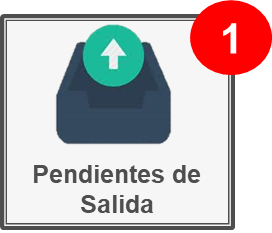 1
Pendientes de
Salida